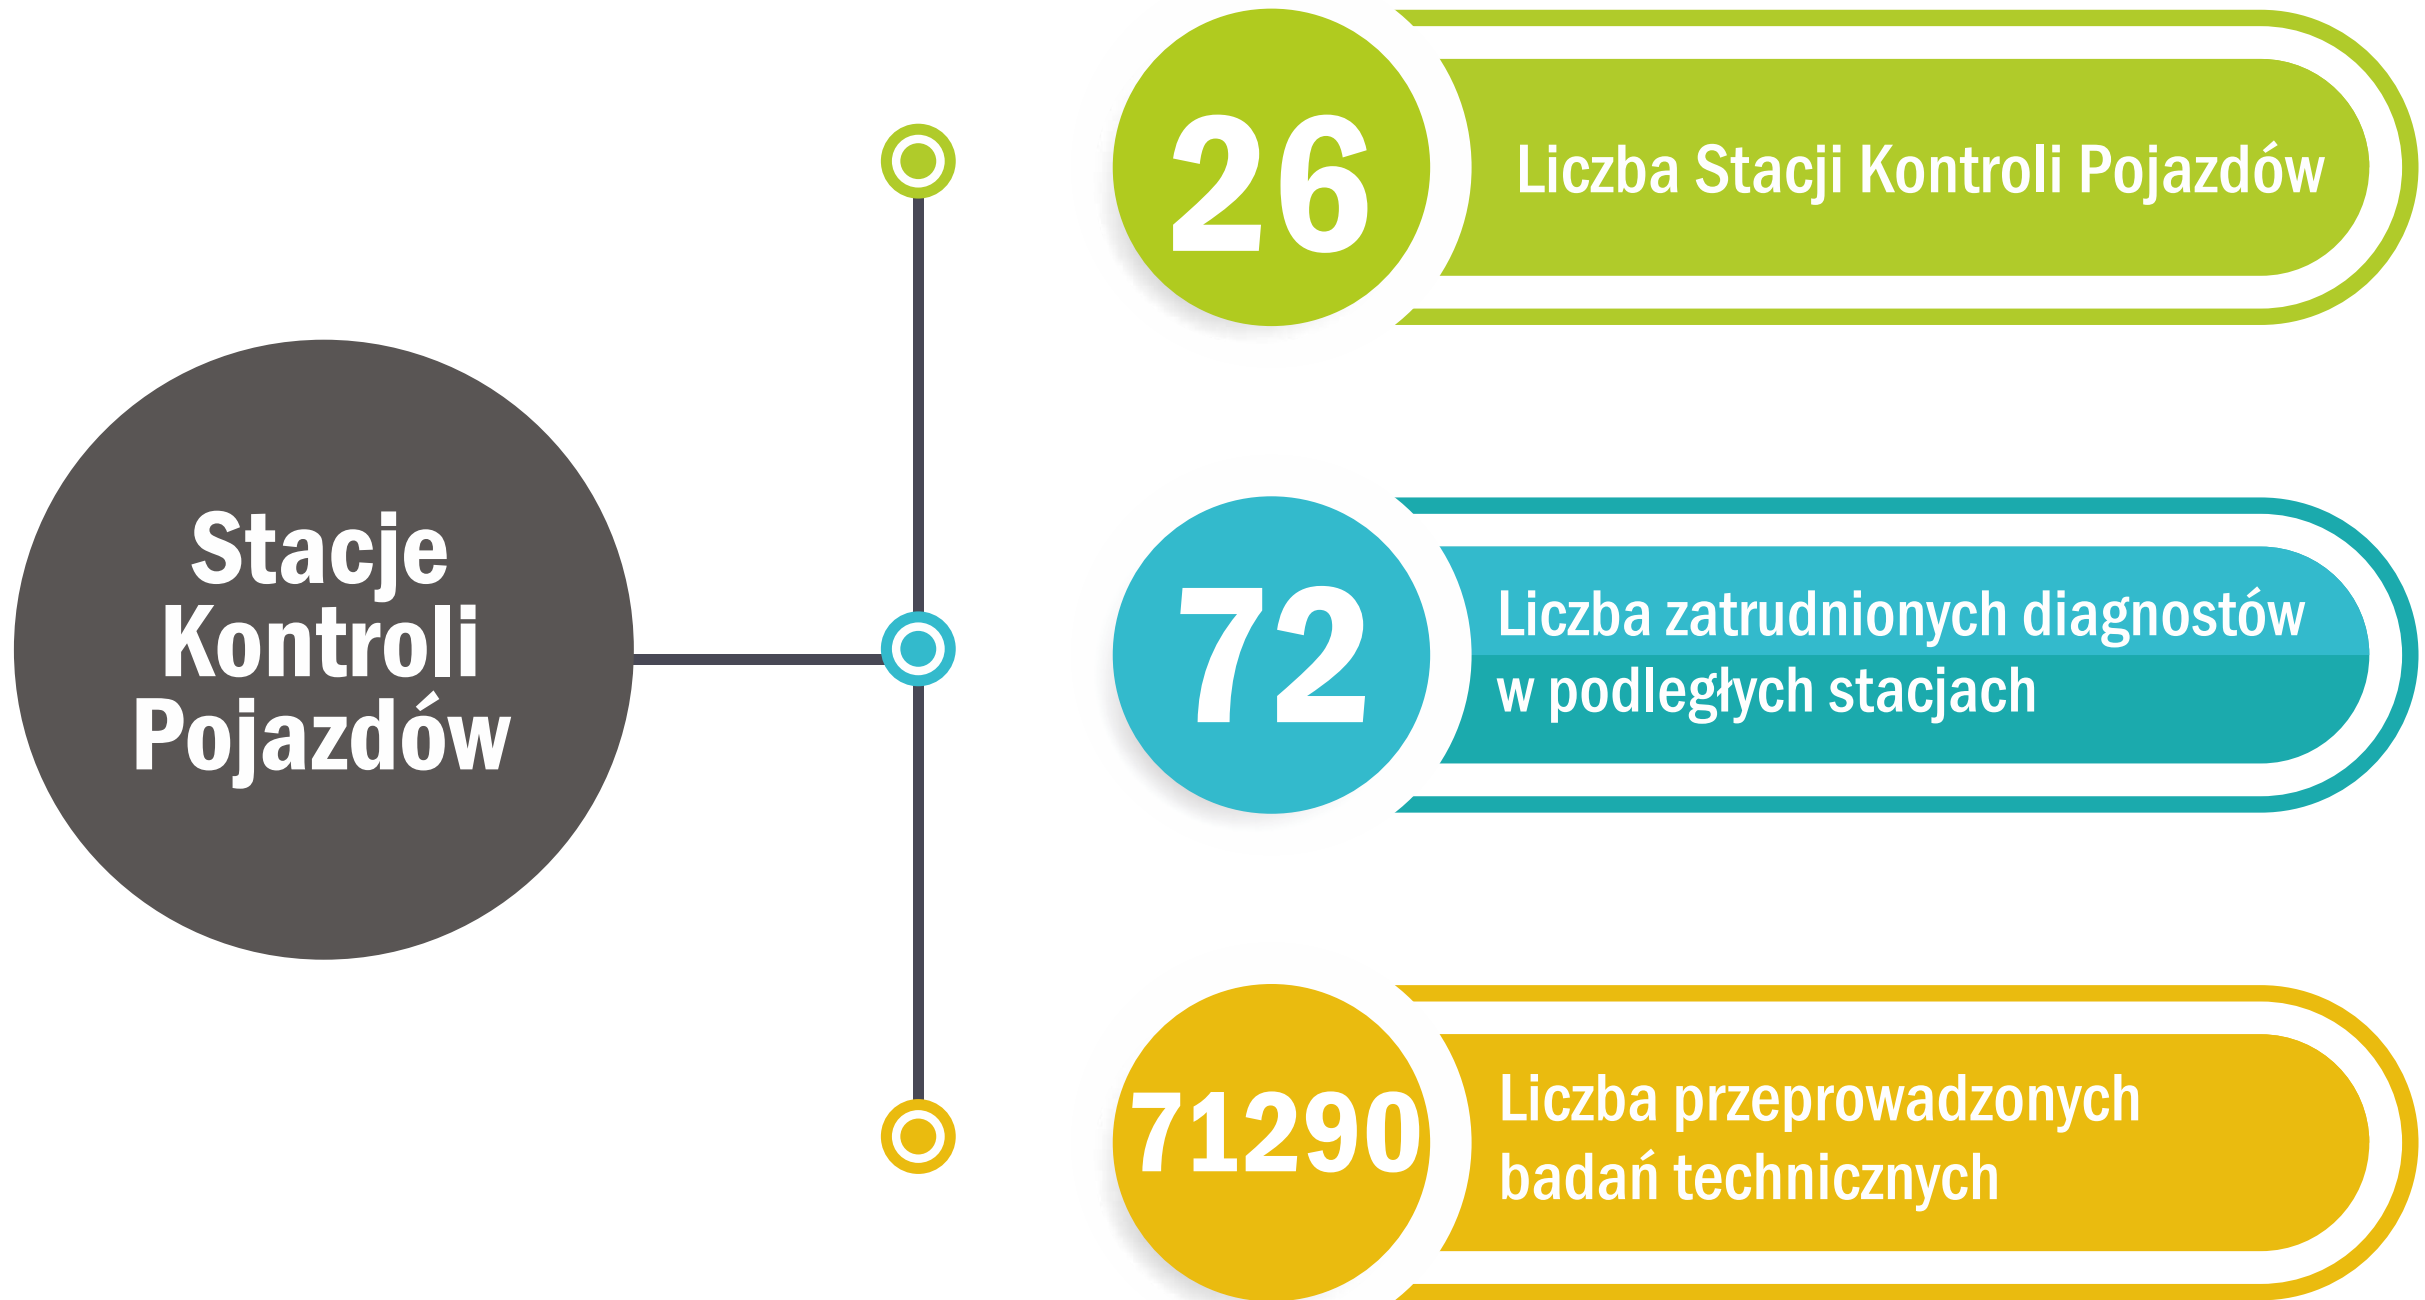 Stacje
Kontroli
Pojazdów
26
Liczba Stacji Kontroli Pojazdów
72
Liczba zatrudnionych diagnostów
w podległych stacjach
71290
Liczba przeprowadzonych
badań technicznych